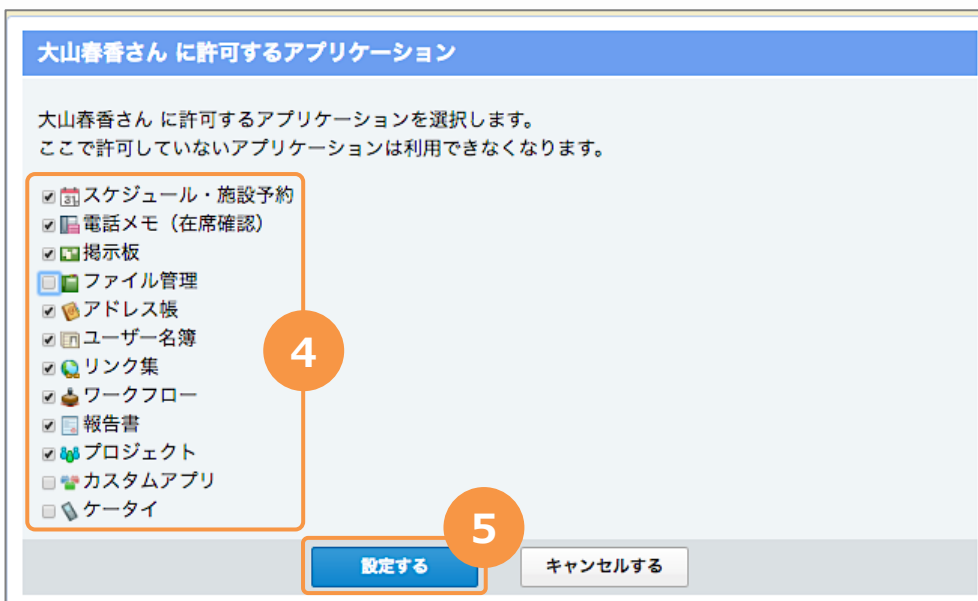 大山春香さん に許可するアプリケーション
大山春香さん に許可するアプリケーションを選択します。
ここで許可していないアプリケーションは利用できなくなります。
31 スケジュール・施設予約
電話メモ（在席確認）
掲示板
ファイル管理
アドレス帳
ユーザー名簿
リンク集
ワークフロー
報告書
プロジェクト
カスタムアプリ
ケータイ
4
5
設定する
キャンセルする